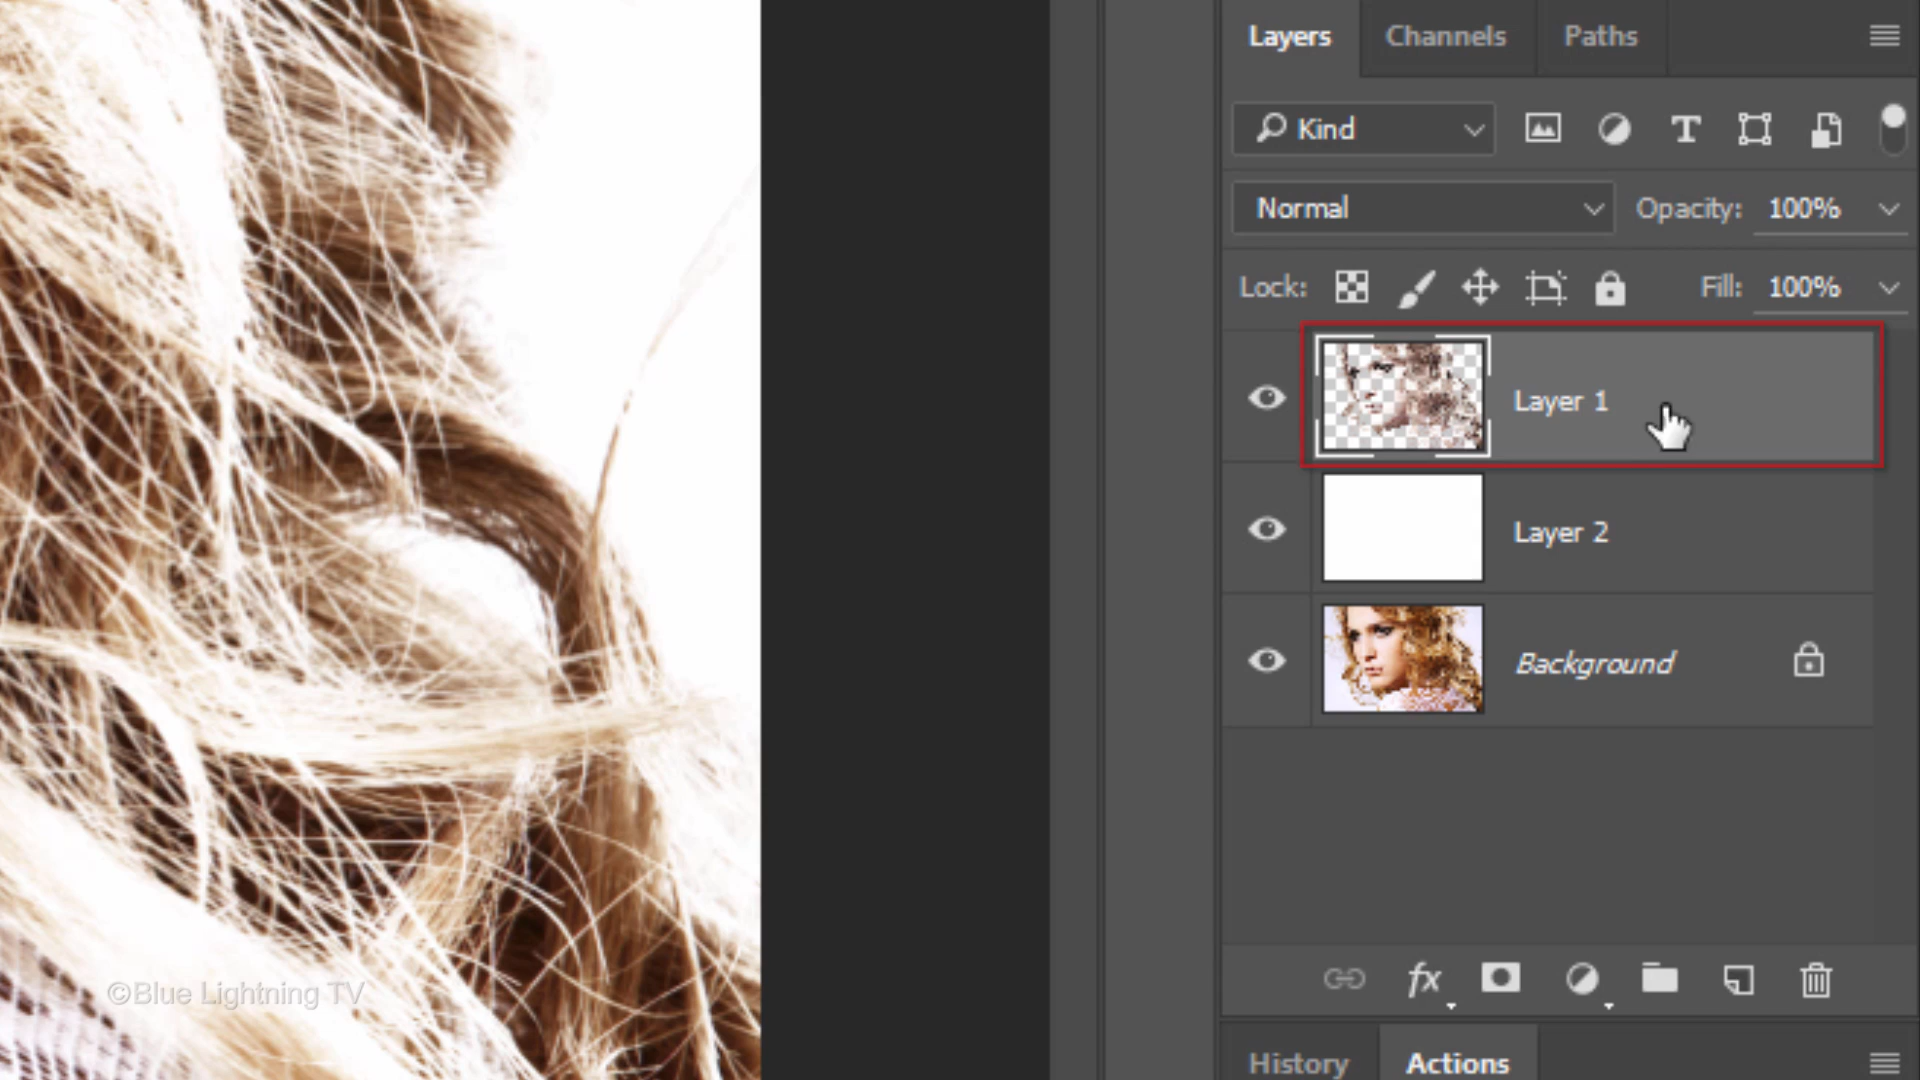 Layers Channels Paths
Kind T
Normal Opacity: 100%
Lock: Fill: 100%
Layer 1
Layer 2
Background
©Blue Lightning TV
fx
History Actions